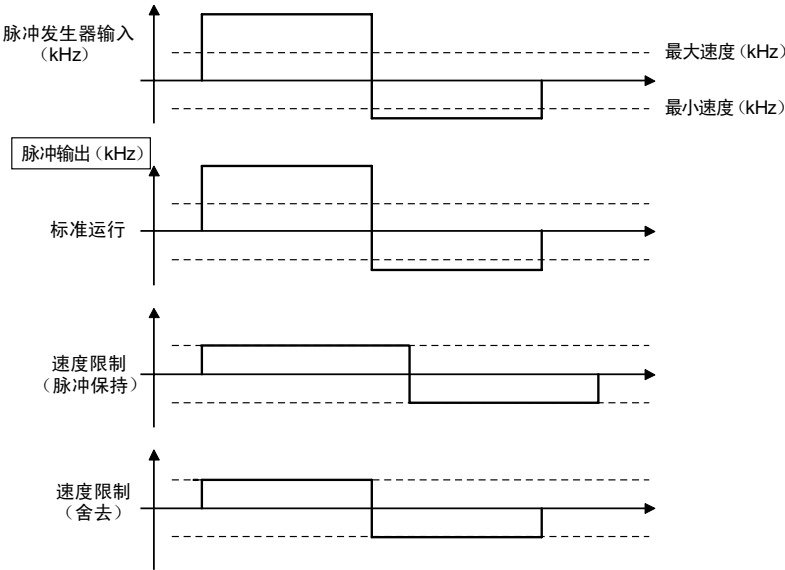 脉冲发生器输入
（kHz）
最大速度（kHz）
最小速度（kHz）
脉冲输出（kHz）
标准运行
速度限制
（脉冲保持）
速度限制
（舍去）